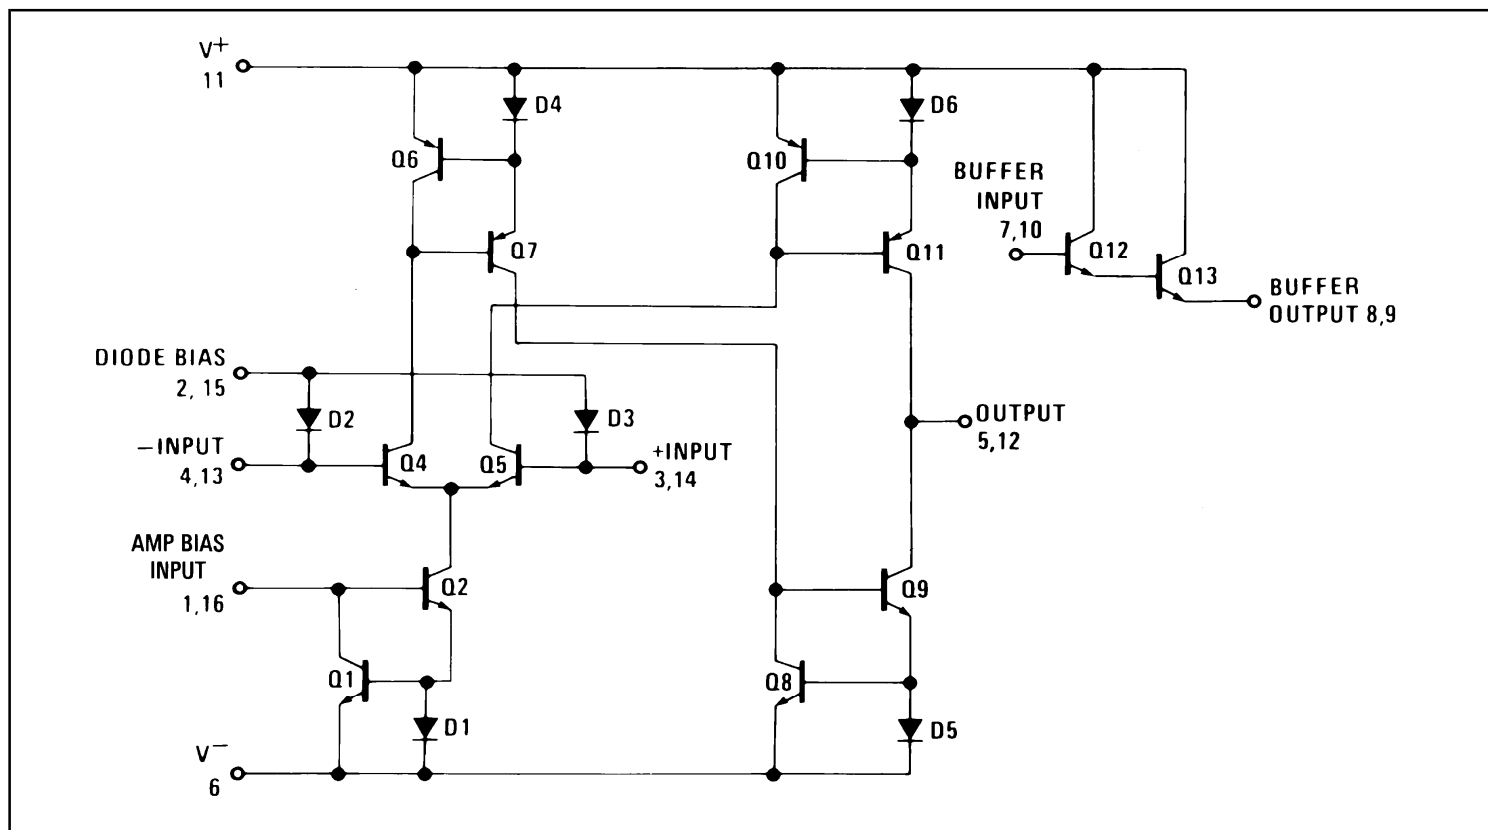 V+
11
D4
D6
Q6
Q10
BUFFER
INPUT
7,10
Q7
Q11
Q12
Q13
BUFFER
OUTPUT 8,9
DIODE BIAS
2, 15
D2
D3
−INPUT
4,13
Q4
Q5
+INPUT
3,14
OUTPUT
5,12
AMP BIAS
INPUT
1,16
Q2
Q9
Q1
Q8
D1
D5
V−
6